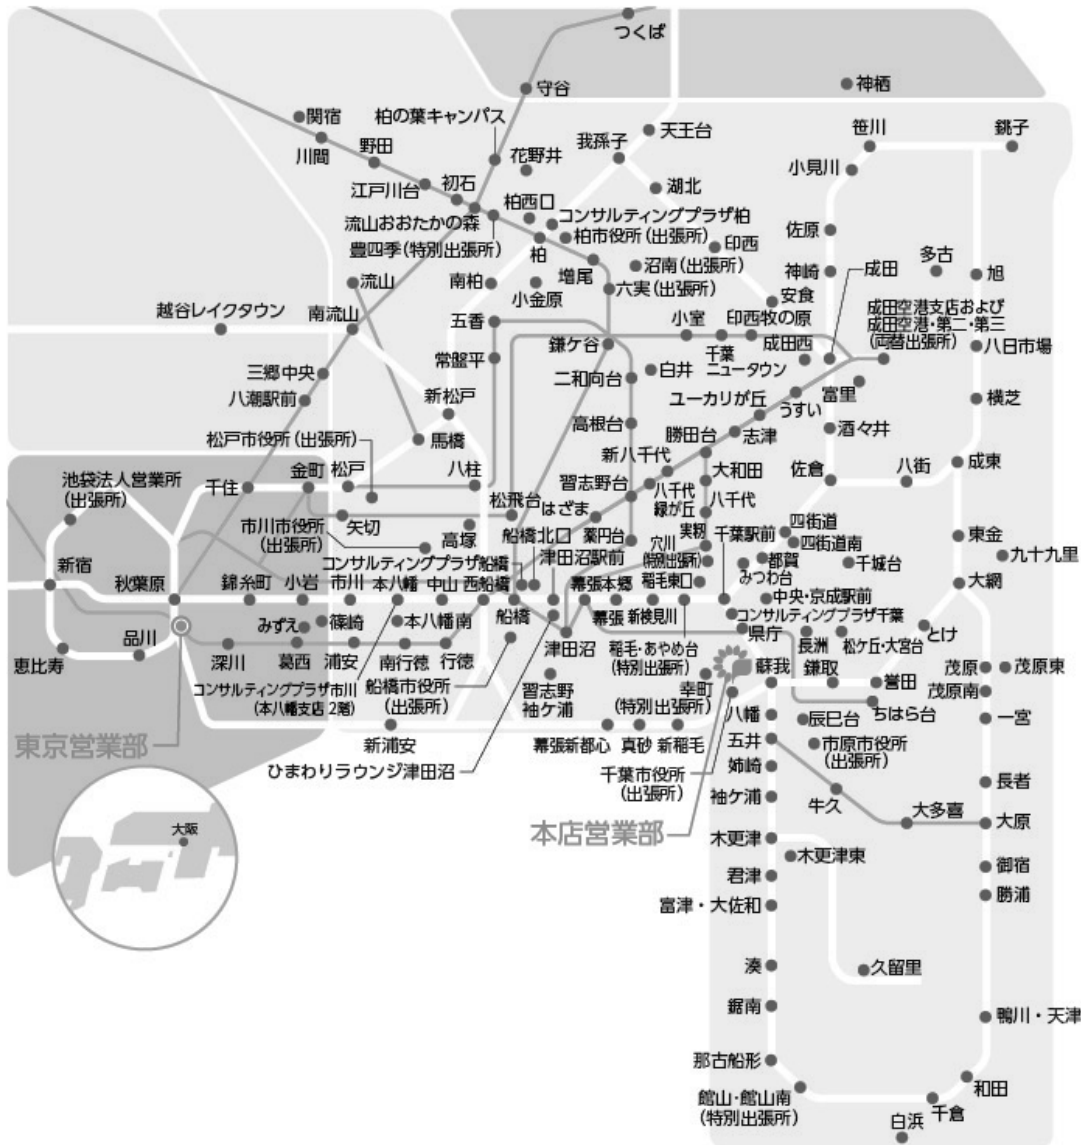 つくば
守谷
神栖
関宿
川間
柏の葉キャンパス
野田
花野井
我孫子
天王台
笹川
銚子
小見川
江戸川台
初石
柏西口
湖北
流山おおたかの森
コンサルティングプラザ柏
柏市役所(出張所)
豊四季(特別出張所)
柏
印西
佐原
多古
流山
南柏
小金原
増尾
沼南(出張所)
六実(出張所)
神崎
成田
旭
安食
越谷レイクタウン
南流山
五香
小室
印西牧の原
成田空港支店および
成田空港・第二・第三
(両替出張所)
鎌ケ谷
千葉
ニュータウン
成田西
八日市場
常盤平
三郷中央
二和向台
白井
富里
八潮駅前
新松戸
ユーカリが丘
うすい
横芝
松戸市役所(出張所)
馬橋
高根台
勝田台
志津
酒々井
新八千代
池袋法人営業所
(出張所)
千住
金町
松戸
八柱
習志野台
大和田
佐倉
八街
成東
松飛台
はざま
八千代
緑が丘
八千代
矢切
市川市役所
(出張所)
高塚
船橋北口
薬円台
実籾
四街道
四街道南
東金
九十九里
新宿
秋葉原
錦糸町
小岩
市川
コンサルティングプラザ船橋
本八幡
中山
西船橋
津田沼駅前
穴川
(特別出張所)
千葉駅前
都賀
みつわ台
千城台
大網
稲毛東口
幕張本郷
船橋
幕張
新検見川
中央・京成駅前
コンサルティングプラザ千葉
みずえ
篠崎
本八幡南
県庁
長洲
松ケ丘・大宮台
とけ
恵比寿
品川
深川
葛西
浦安
南行徳
行徳
津田沼
稲毛・あやめ台
(特別出張所)
コンサルティングプラザ市川
(本八幡支店2階)
船橋市役所
(出張所)
習志野
袖ケ浦
幸町
(特別出張所)
蘇我
鎌取
誉田
茂原
茂原東
茂原南
ちはら台
東京営業部
新浦安
幕張新都心
真砂
新稲毛
八幡
辰巳台
一宮
ひまわりラウンジ津田沼
千葉市役所
(出張所)
五井
市原市役所
(出張所)
姉崎
袖ケ浦
牛久
大多喜
長者
大原
本店営業部
大阪
木更津
木更津東
御宿
君津
勝浦
富津・大佐和
湊
久留里
鋸南
鴨川・天津
那古船形
館山・館山南
(特別出張所)
和田
千倉
白浜